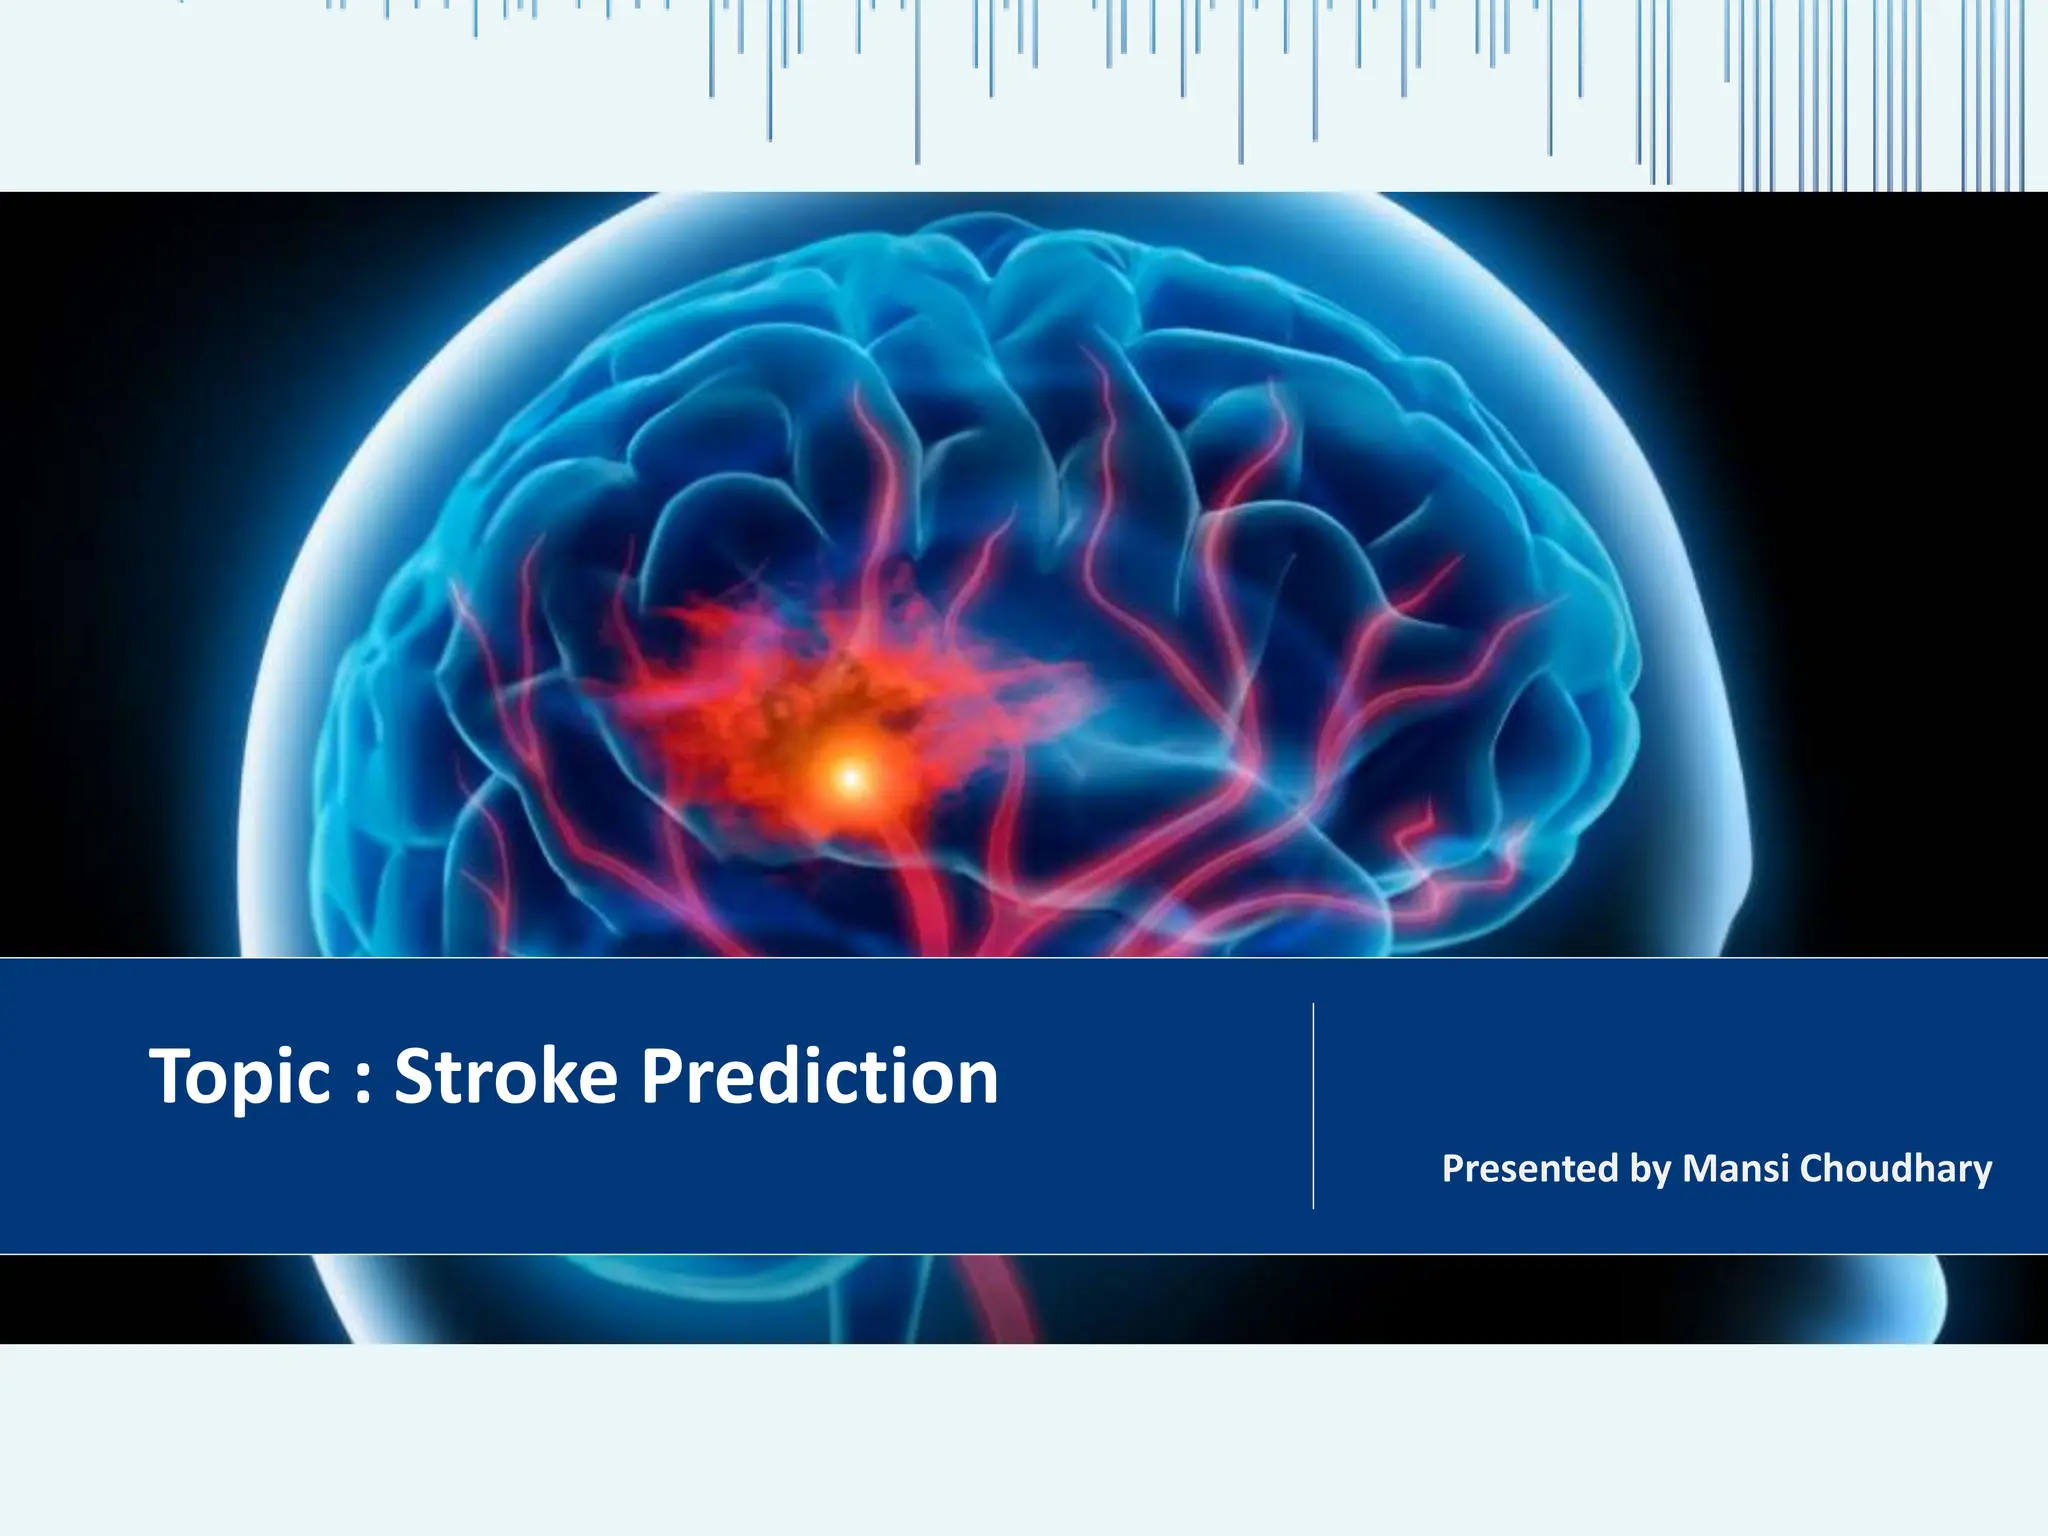 Topic : Stroke Prediction
Presented by Mansi Choudhary